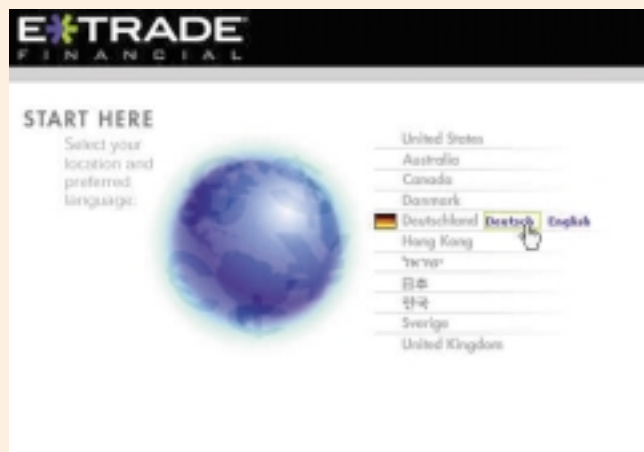 E*TRADE
FINANCIAL
START HERE
Select your
location and
preferred
language:
United States
Australia
Canada
Danmark
Deutschland Deutsch English
Hong Kong
ישראל
日本
한국
Sverige
United Kingdom